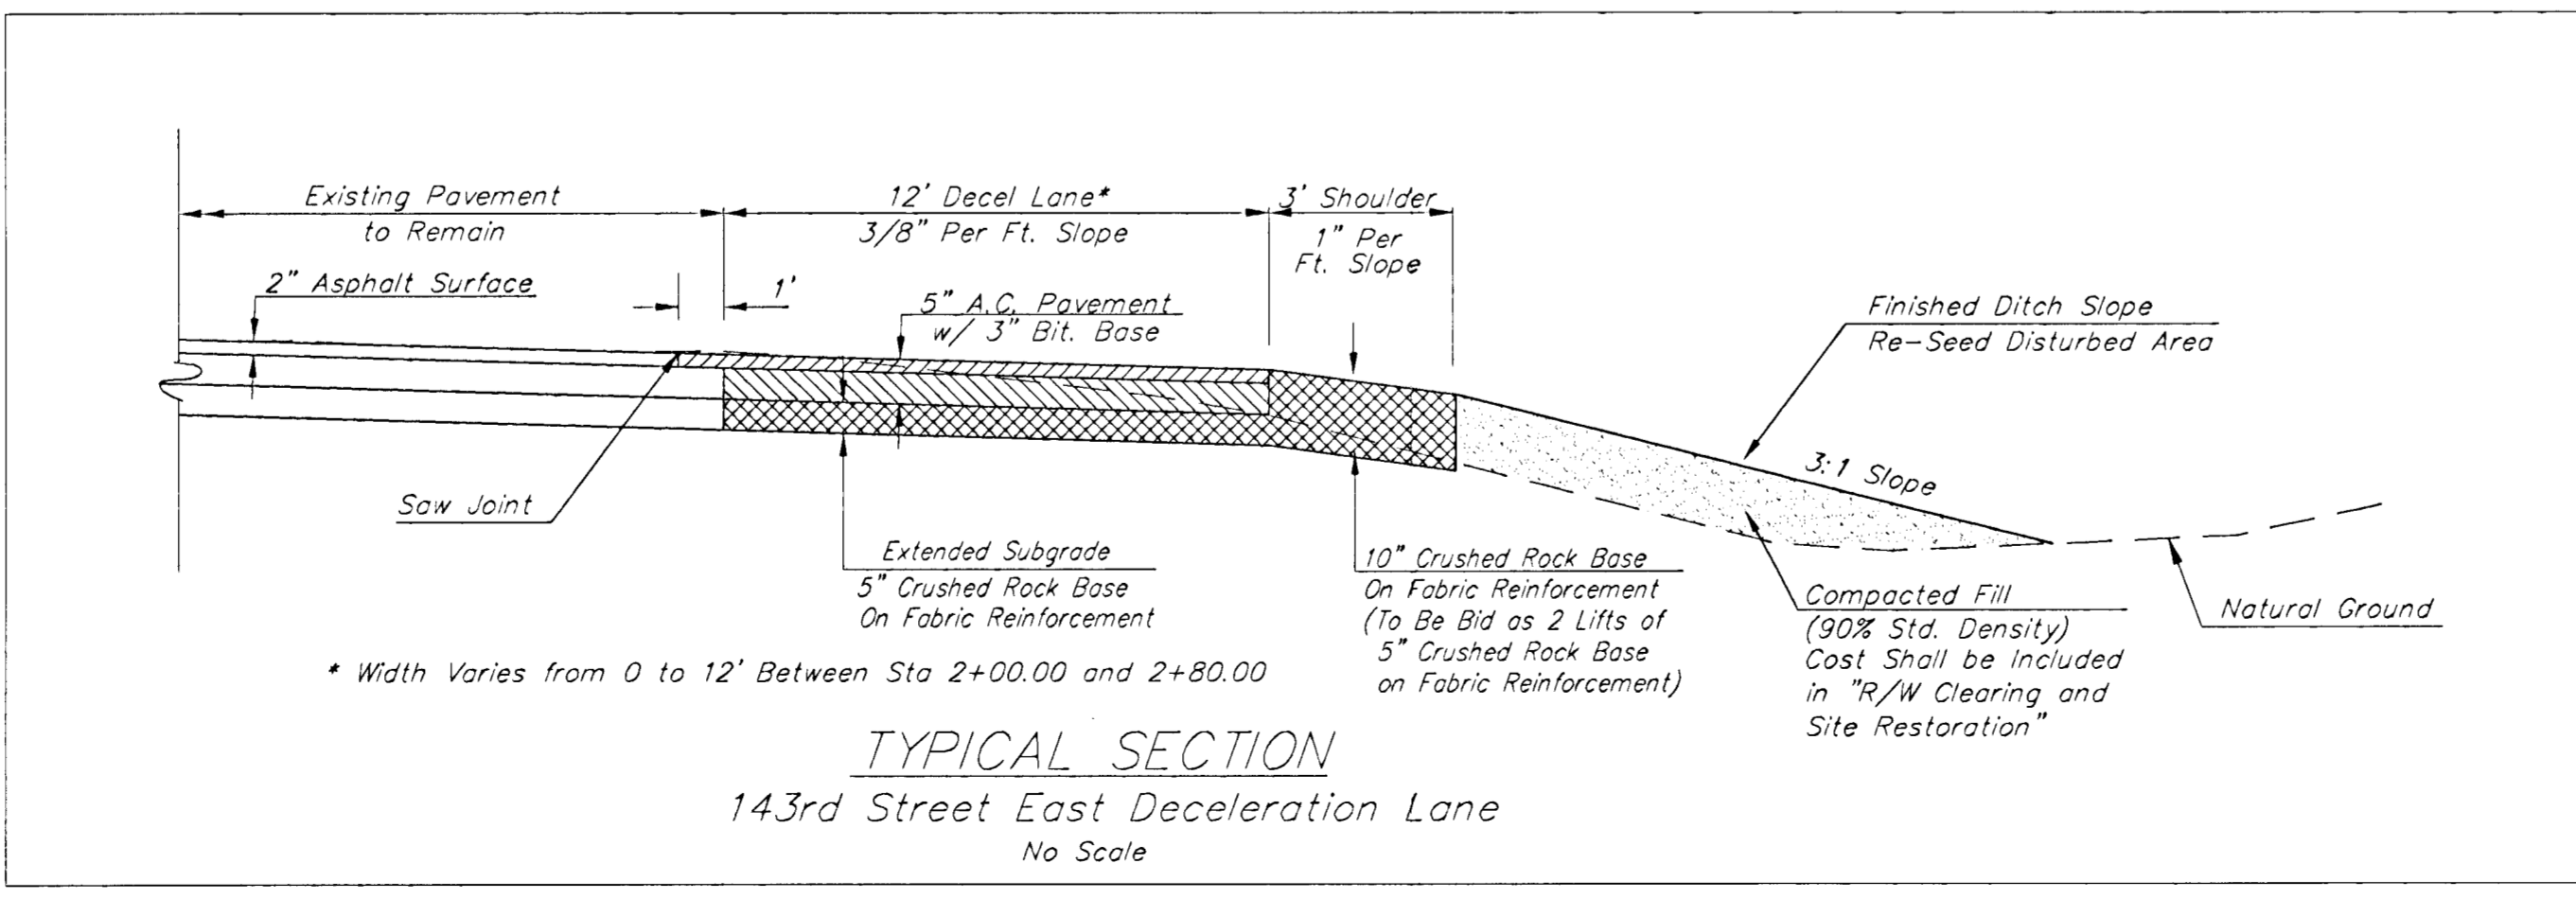 Existing Pavement
to Remain
12' Decel Lane*
3/8" Per Ft. Slope
3' Shoulder
1" Per
Ft. Slope
2" Asphalt Surface
1'
5" A.C. Pavement
w/ 3" Bit. Base
Finished Ditch Slope
Re-Seed Disturbed Area
3:1 Slope
Saw Joint
Extended Subgrade
5" Crushed Rock Base
On Fabric Reinforcement
10" Crushed Rock Base
On Fabric Reinforcement
(To Be Bid as 2 Lifts of
5" Crushed Rock Base
on Fabric Reinforcement)
Compacted Fill
(90% Std. Density)
Cost Shall be Included
in "R/W Clearing and
Site Restoration"
Natural Ground
* Width Varies from 0 to 12' Between Sta 2+00.00 and 2+80.00
TYPICAL SECTION
143rd Street East Deceleration Lane
No Scale